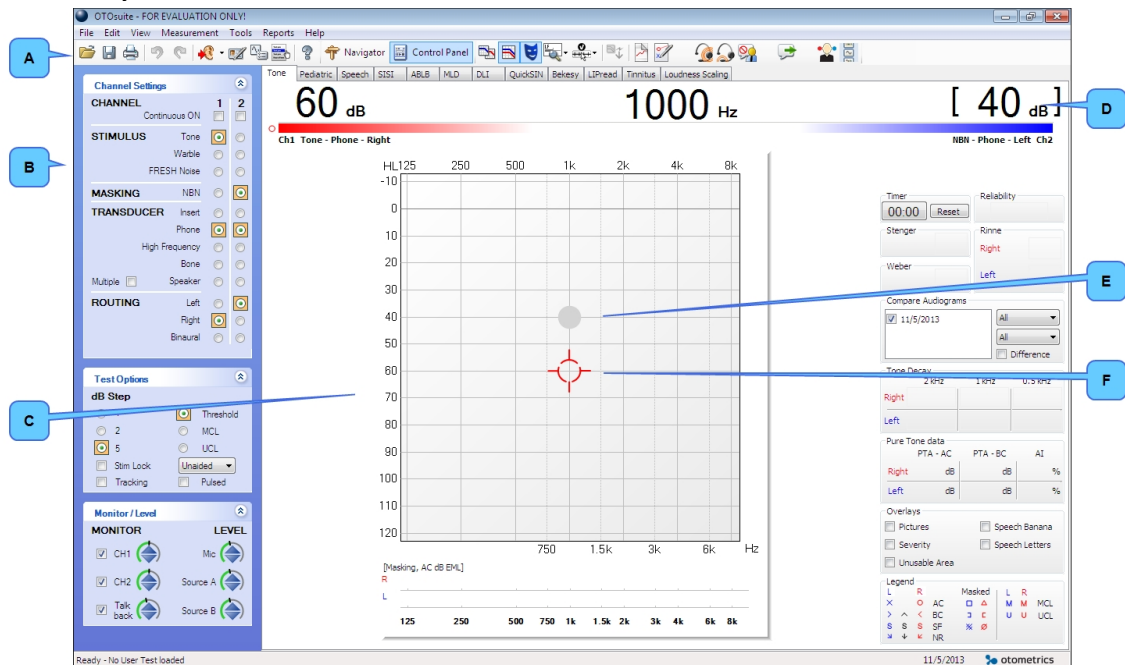 OTOsuite - FOR EVALUATION ONLY!
File Edit View Measurement Tools Reports Help
A
Navigator Control Panel
Tone Pediatric Speech SISI ABLB MLD DLI QuickSIN Bekesy LIPread Tinnitus Loudness Scaling
60 dB 1000 Hz [ 40 dB ]
D
Ch1 Tone - Phone - Right NBN - Phone - Left Ch2
B
Channel Settings
CHANNEL 1 2
Continuous ON
STIMULUS Tone
Warble
FRESH Noise
MASKING NBN
TRANSDUCER Insert
Phone
High Frequency
Bone
Multiple Speaker
ROUTING Left
Right
Binaural
Test Options
dB Step
Threshold
2 MCL
5 UCL
Stim Lock Unaided
Tracking Pulsed
C
Monitor / Level
MONITOR LEVEL
CH1 Mic
CH2 Source A
Talk back Source B
HL 125 250 500 1k 2k 4k 8k
-10
0
10
20
30
40
50
60
70
80
90
100
110
120
750 1.5k 3k 6k Hz
[Masking, AC dB EML]
R
L
125 250 500 750 1k 1.5k 2k 3k 4k 6k 8k
Timer Reliability
00:00 Reset
Stenger Rinne
Right
Weber Left
E
Compare Audiograms
11/5/2013 All
All
Difference
Tone Decay
2 kHz 1 kHz 0.5 kHz
Right
Left
F
Pure Tone data
PTA - AC PTA - BC AI
Right dB dB %
Left dB dB %
Overlays
Pictures Speech Banana
Severity Speech Letters
Unusable Area
Legend
L R Masked L R
AC M M MCL
BC U U UCL
S S S SF
NR
Ready - No User Test loaded 11/5/2013 otometrics